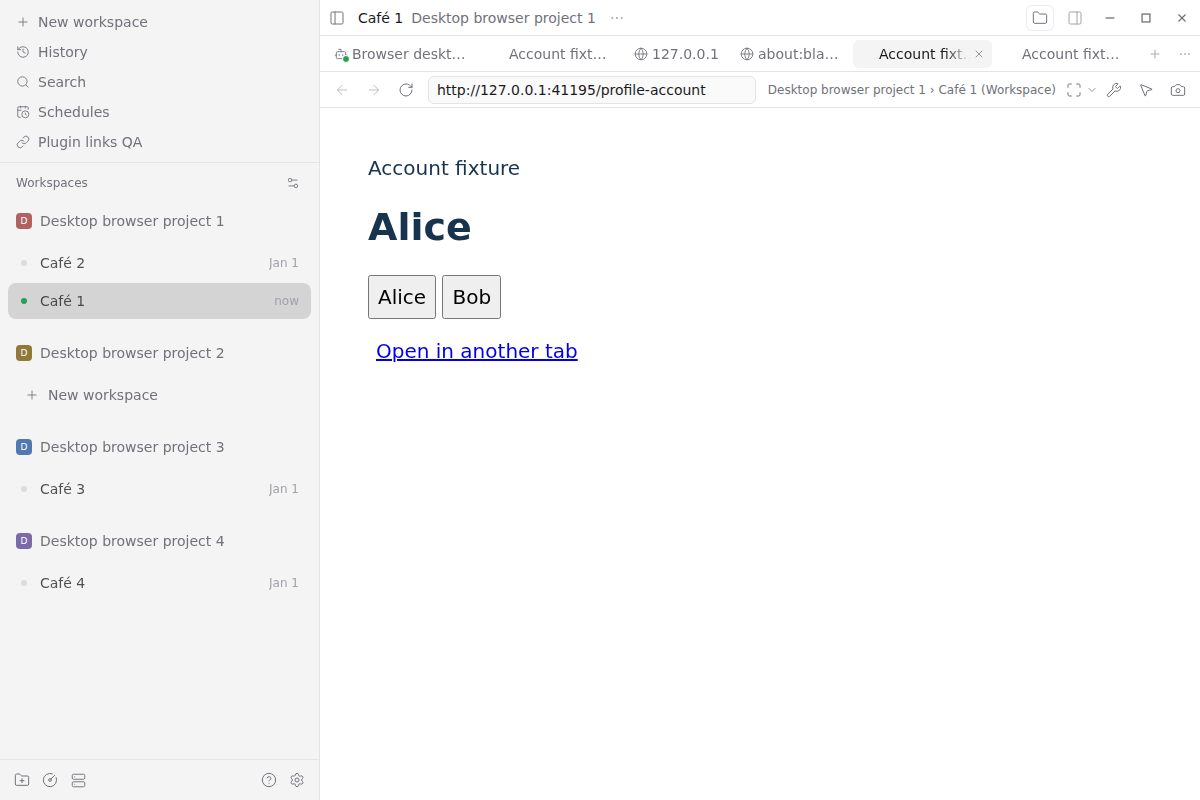 New workspace
History
Search
Schedules
Plugin links QA
Workspaces
D Desktop browser project 1
Café 2 Jan 1
Café 1 now
D Desktop browser project 2
New workspace
D Desktop browser project 3
Café 3 Jan 1
D Desktop browser project 4
Café 4 Jan 1
Café 1 Desktop browser project 1 ...
Browser deskt... Account fixt... 127.0.0.1 about:bla... Account fixt. Account fixt...
http://127.0.0.1:41195/profile-account Desktop browser project 1 › Café 1 (Workspace)
Account fixture
Alice
Alice Bob
Open in another tab